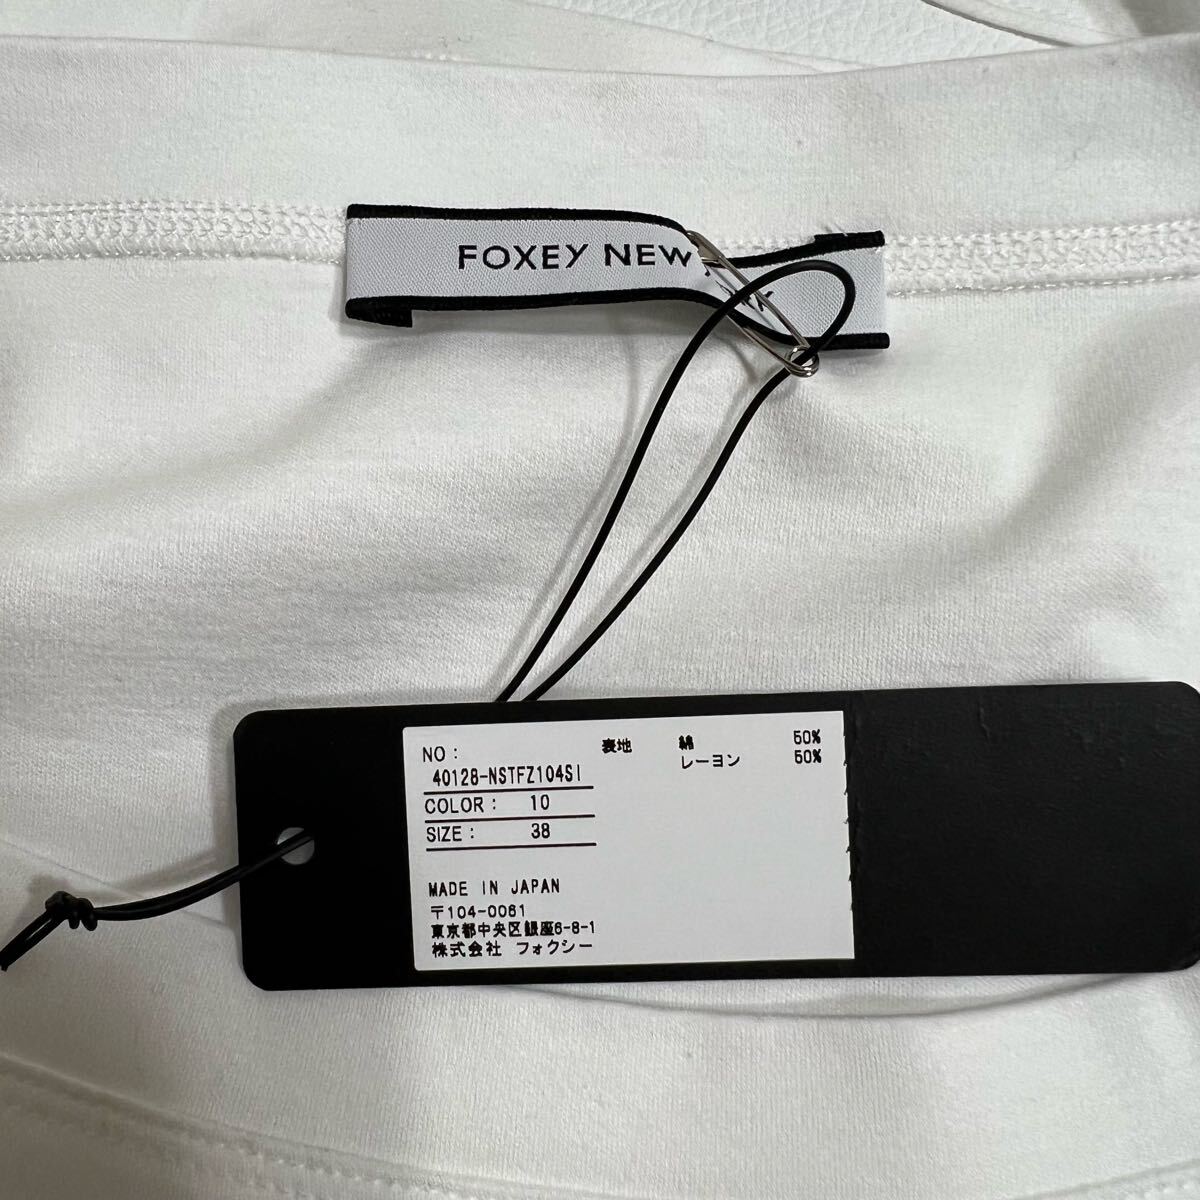 FOXEY NEW
NO：
40128-NSTFZ104SI
COLOR： 10
SIZE： 38
表地 綿 50%
レーヨン 50%
MADE IN JAPAN
〒104-0061
東京都中央区銀座6-8-1
株式会社 フォクシー